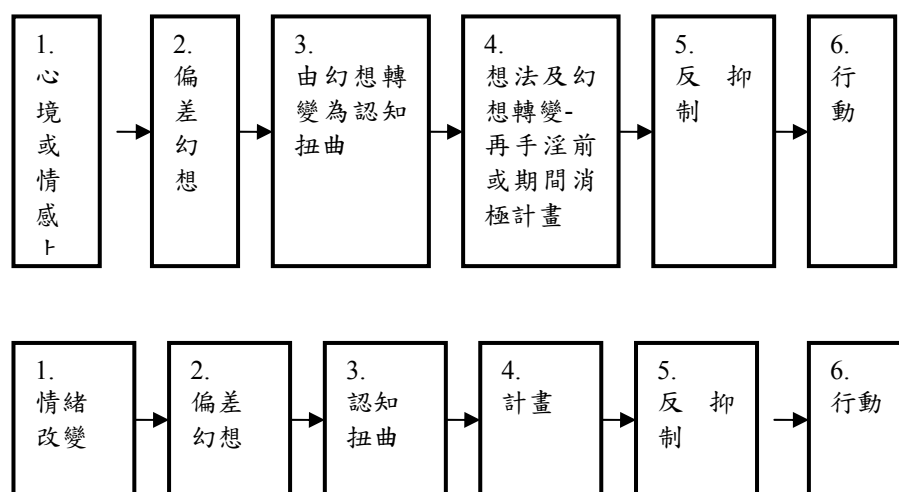 1.
心
境
或
情
感
2.
偏
差
幻
想
3.
由幻想轉
變為認知
扭曲
4.
想法及幻
想轉變-
再手淫前
或期間消
極計畫
5.
反 抑
制
6.
行
動
1.
情緒
改變
2.
偏差
幻想
3.
認知
扭曲
4.
計畫
5.
反 抑
制
6.
行動